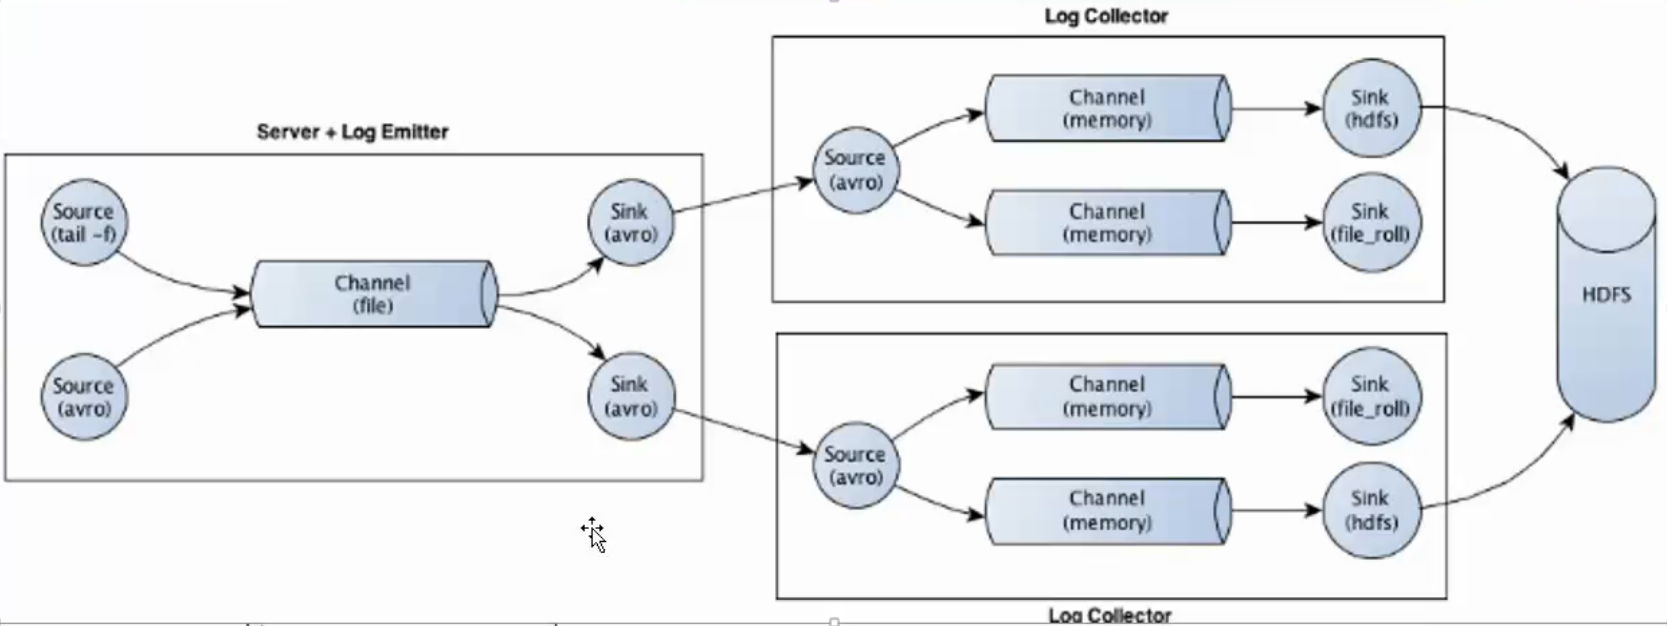 Log Collector
Server + Log Emitter
Source
(tail -f)
Source
(avro)
Channel
(file)
Sink
(avro)
Sink
(avro)
Source
(avro)
Channel
(memory)
Sink
(hdfs)
Channel
(memory)
Sink
(file_roll)
Source
(avro)
Channel
(memory)
Sink
(file_roll)
Channel
(memory)
Sink
(hdfs)
HDFS
Log Collector